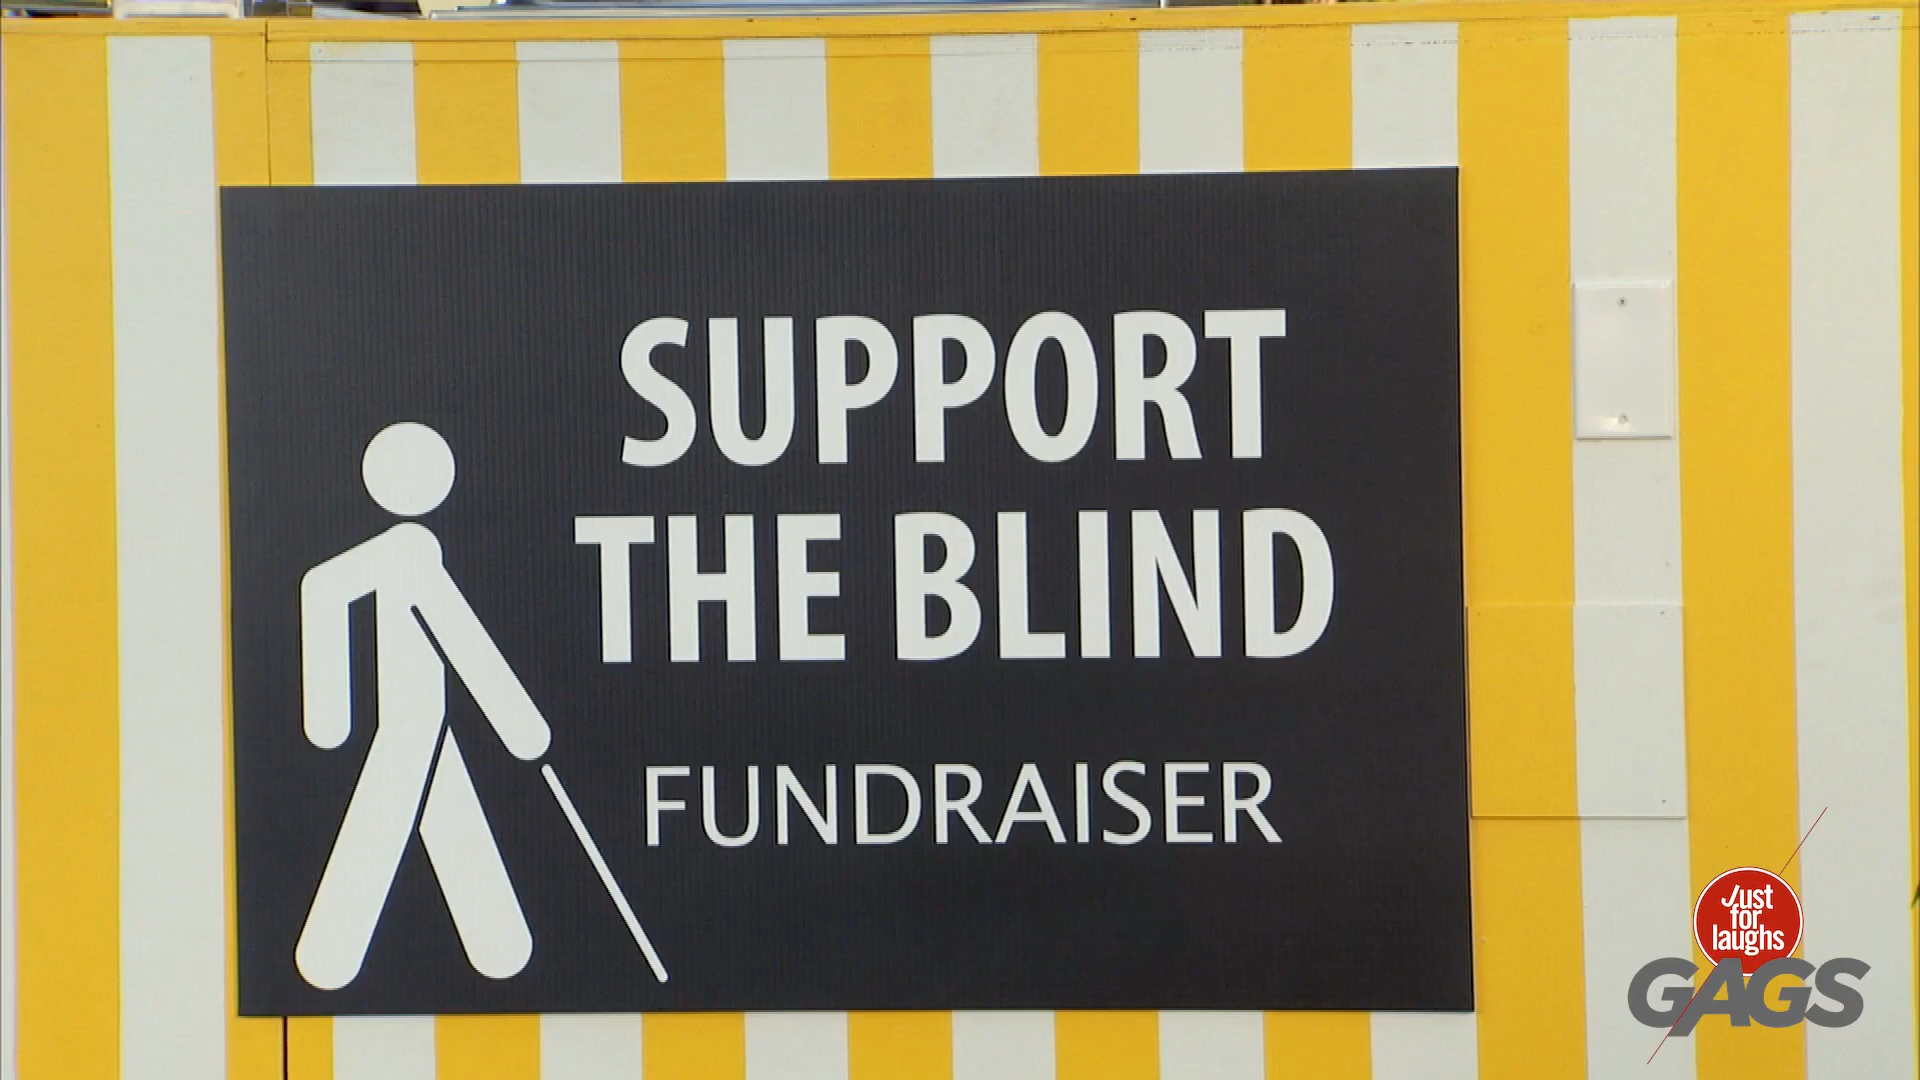 SUPPORT
THE BLIND
FUNDRAISER
Just
for
laughs
GAGS